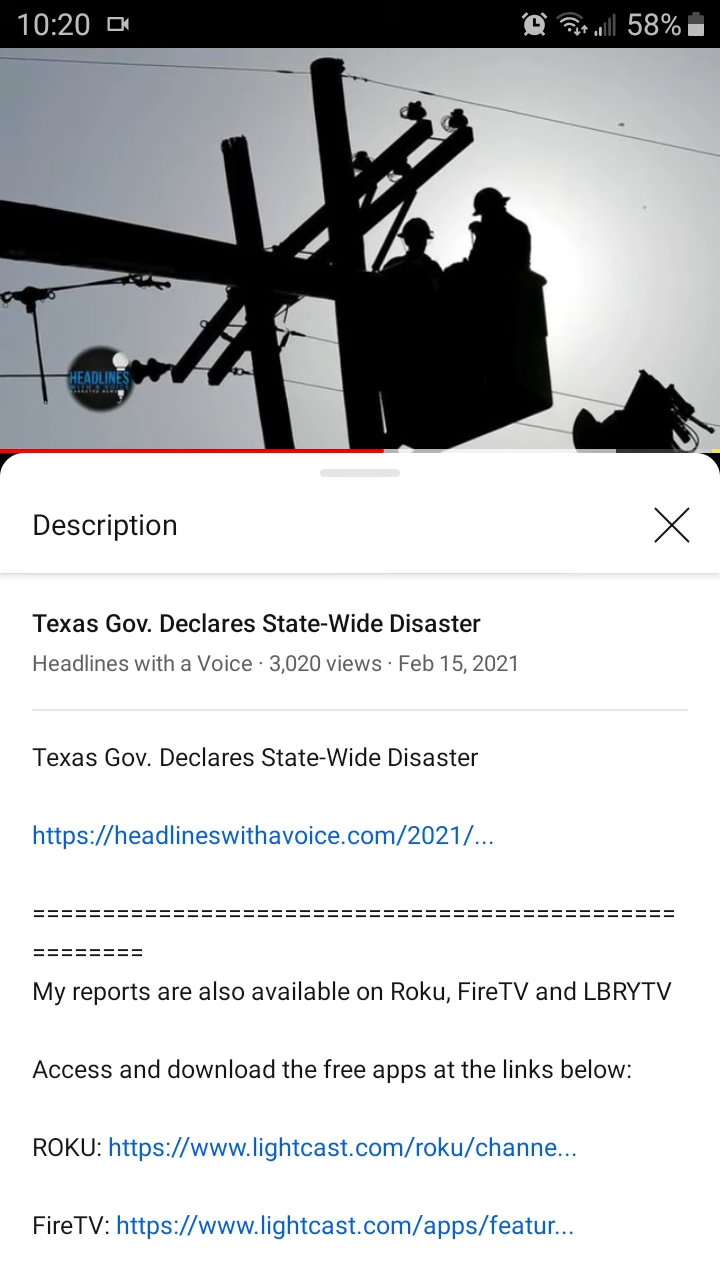 10:20
58%
HEADLINES
WITH A VOICE
Description
Texas Gov. Declares State-Wide Disaster
Headlines with a Voice · 3,020 views · Feb 15, 2021
Texas Gov. Declares State-Wide Disaster
https://headlineswithavoice.com/2021/...
==============================================
========
My reports are also available on Roku, FireTV and LBRYTV
Access and download the free apps at the links below:
ROKU: https://www.lightcast.com/roku/channe...
FireTV: https://www.lightcast.com/apps/featur...